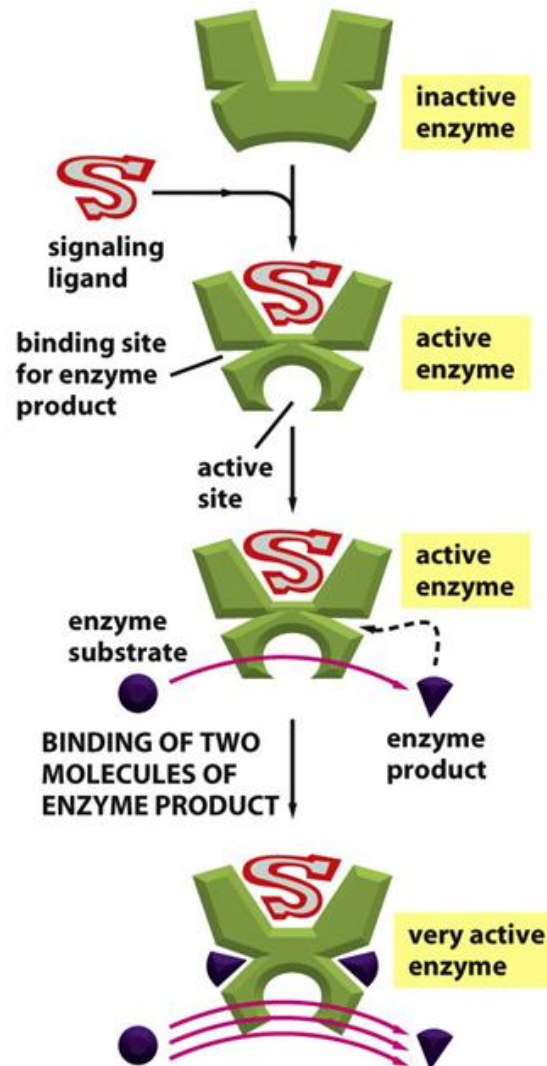 inactive
enzyme
S
signaling
ligand
S
binding site
for enzyme
product
active
enzyme
active
site
S
active
enzyme
enzyme
substrate
BINDING OF TWO
MOLECULES OF
ENZYME PRODUCT
enzyme
product
S
very active
enzyme